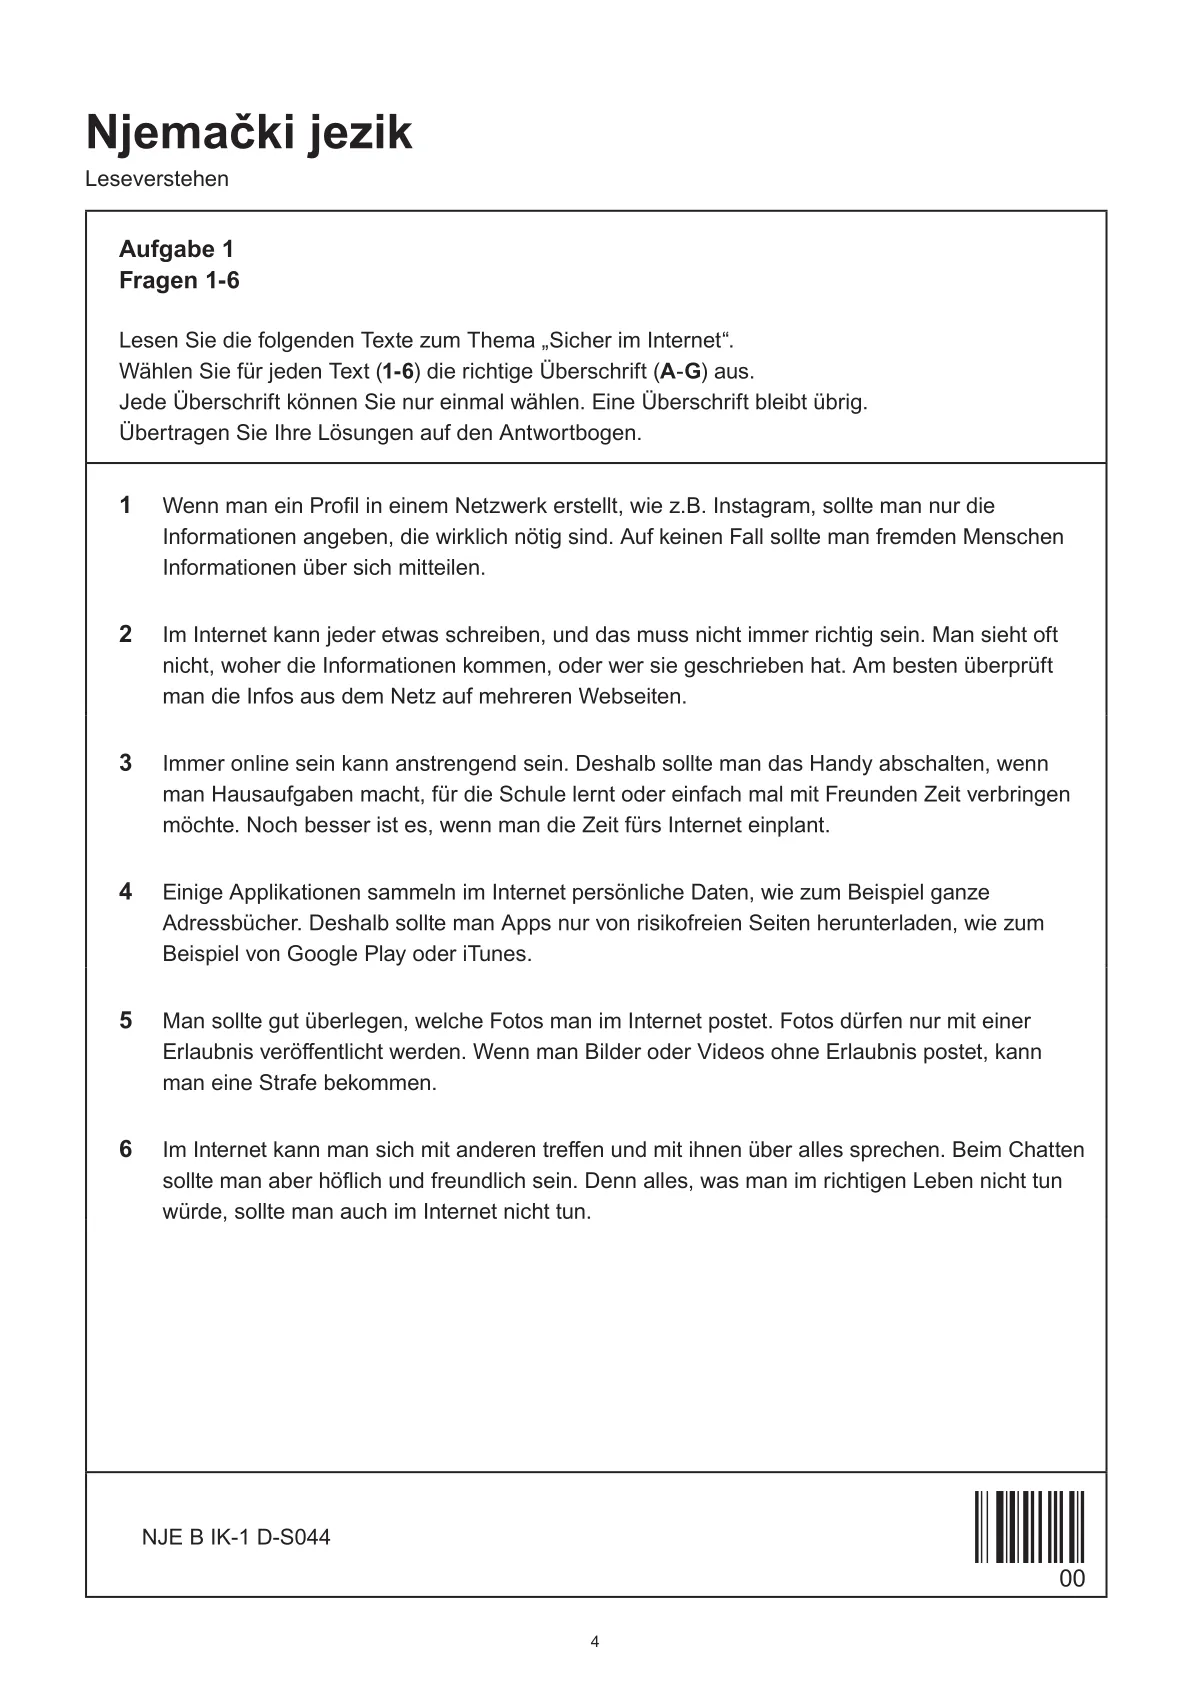 Njemački jezik
Leseverstehen
Aufgabe 1
Fragen 1-6
Lesen Sie die folgenden Texte zum Thema „Sicher im Internet“.
Wählen Sie für jeden Text (1-6) die richtige Überschrift (A-G) aus.
Jede Überschrift können Sie nur einmal wählen. Eine Überschrift bleibt übrig.
Übertragen Sie Ihre Lösungen auf den Antwortbogen.
1 Wenn man ein Profil in einem Netzwerk erstellt, wie z.B. Instagram, sollte man nur die
Informationen angeben, die wirklich nötig sind. Auf keinen Fall sollte man fremden Menschen
Informationen über sich mitteilen.
2 Im Internet kann jeder etwas schreiben, und das muss nicht immer richtig sein. Man sieht oft
nicht, woher die Informationen kommen, oder wer sie geschrieben hat. Am besten überprüft
man die Infos aus dem Netz auf mehreren Webseiten.
3 Immer online sein kann anstrengend sein. Deshalb sollte man das Handy abschalten, wenn
man Hausaufgaben macht, für die Schule lernt oder einfach mal mit Freunden Zeit verbringen
möchte. Noch besser ist es, wenn man die Zeit fürs Internet einplant.
4 Einige Applikationen sammeln im Internet persönliche Daten, wie zum Beispiel ganze
Adressbücher. Deshalb sollte man Apps nur von risikofreien Seiten herunterladen, wie zum
Beispiel von Google Play oder iTunes.
5 Man sollte gut überlegen, welche Fotos man im Internet postet. Fotos dürfen nur mit einer
Erlaubnis veröffentlicht werden. Wenn man Bilder oder Videos ohne Erlaubnis postet, kann
man eine Strafe bekommen.
6 Im Internet kann man sich mit anderen treffen und mit ihnen über alles sprechen. Beim Chatten
sollte man aber höflich und freundlich sein. Denn alles, was man im richtigen Leben nicht tun
würde, sollte man auch im Internet nicht tun.
NJE B IK-1 D-S044
00
4